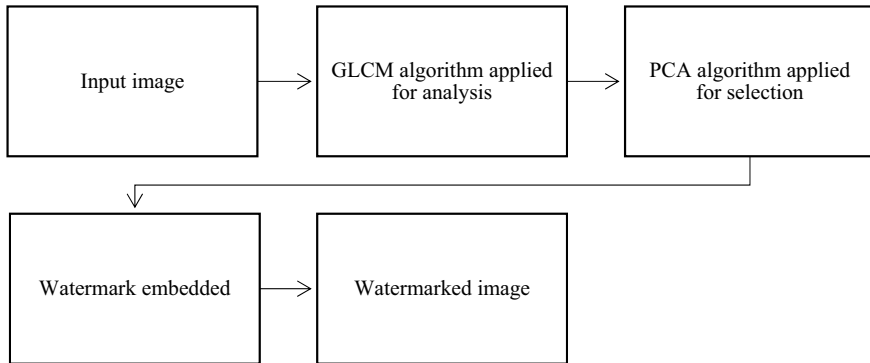 Input image
GLCM algorithm applied
for analysis
PCA algorithm applied
for selection
Watermark embedded
Watermarked image